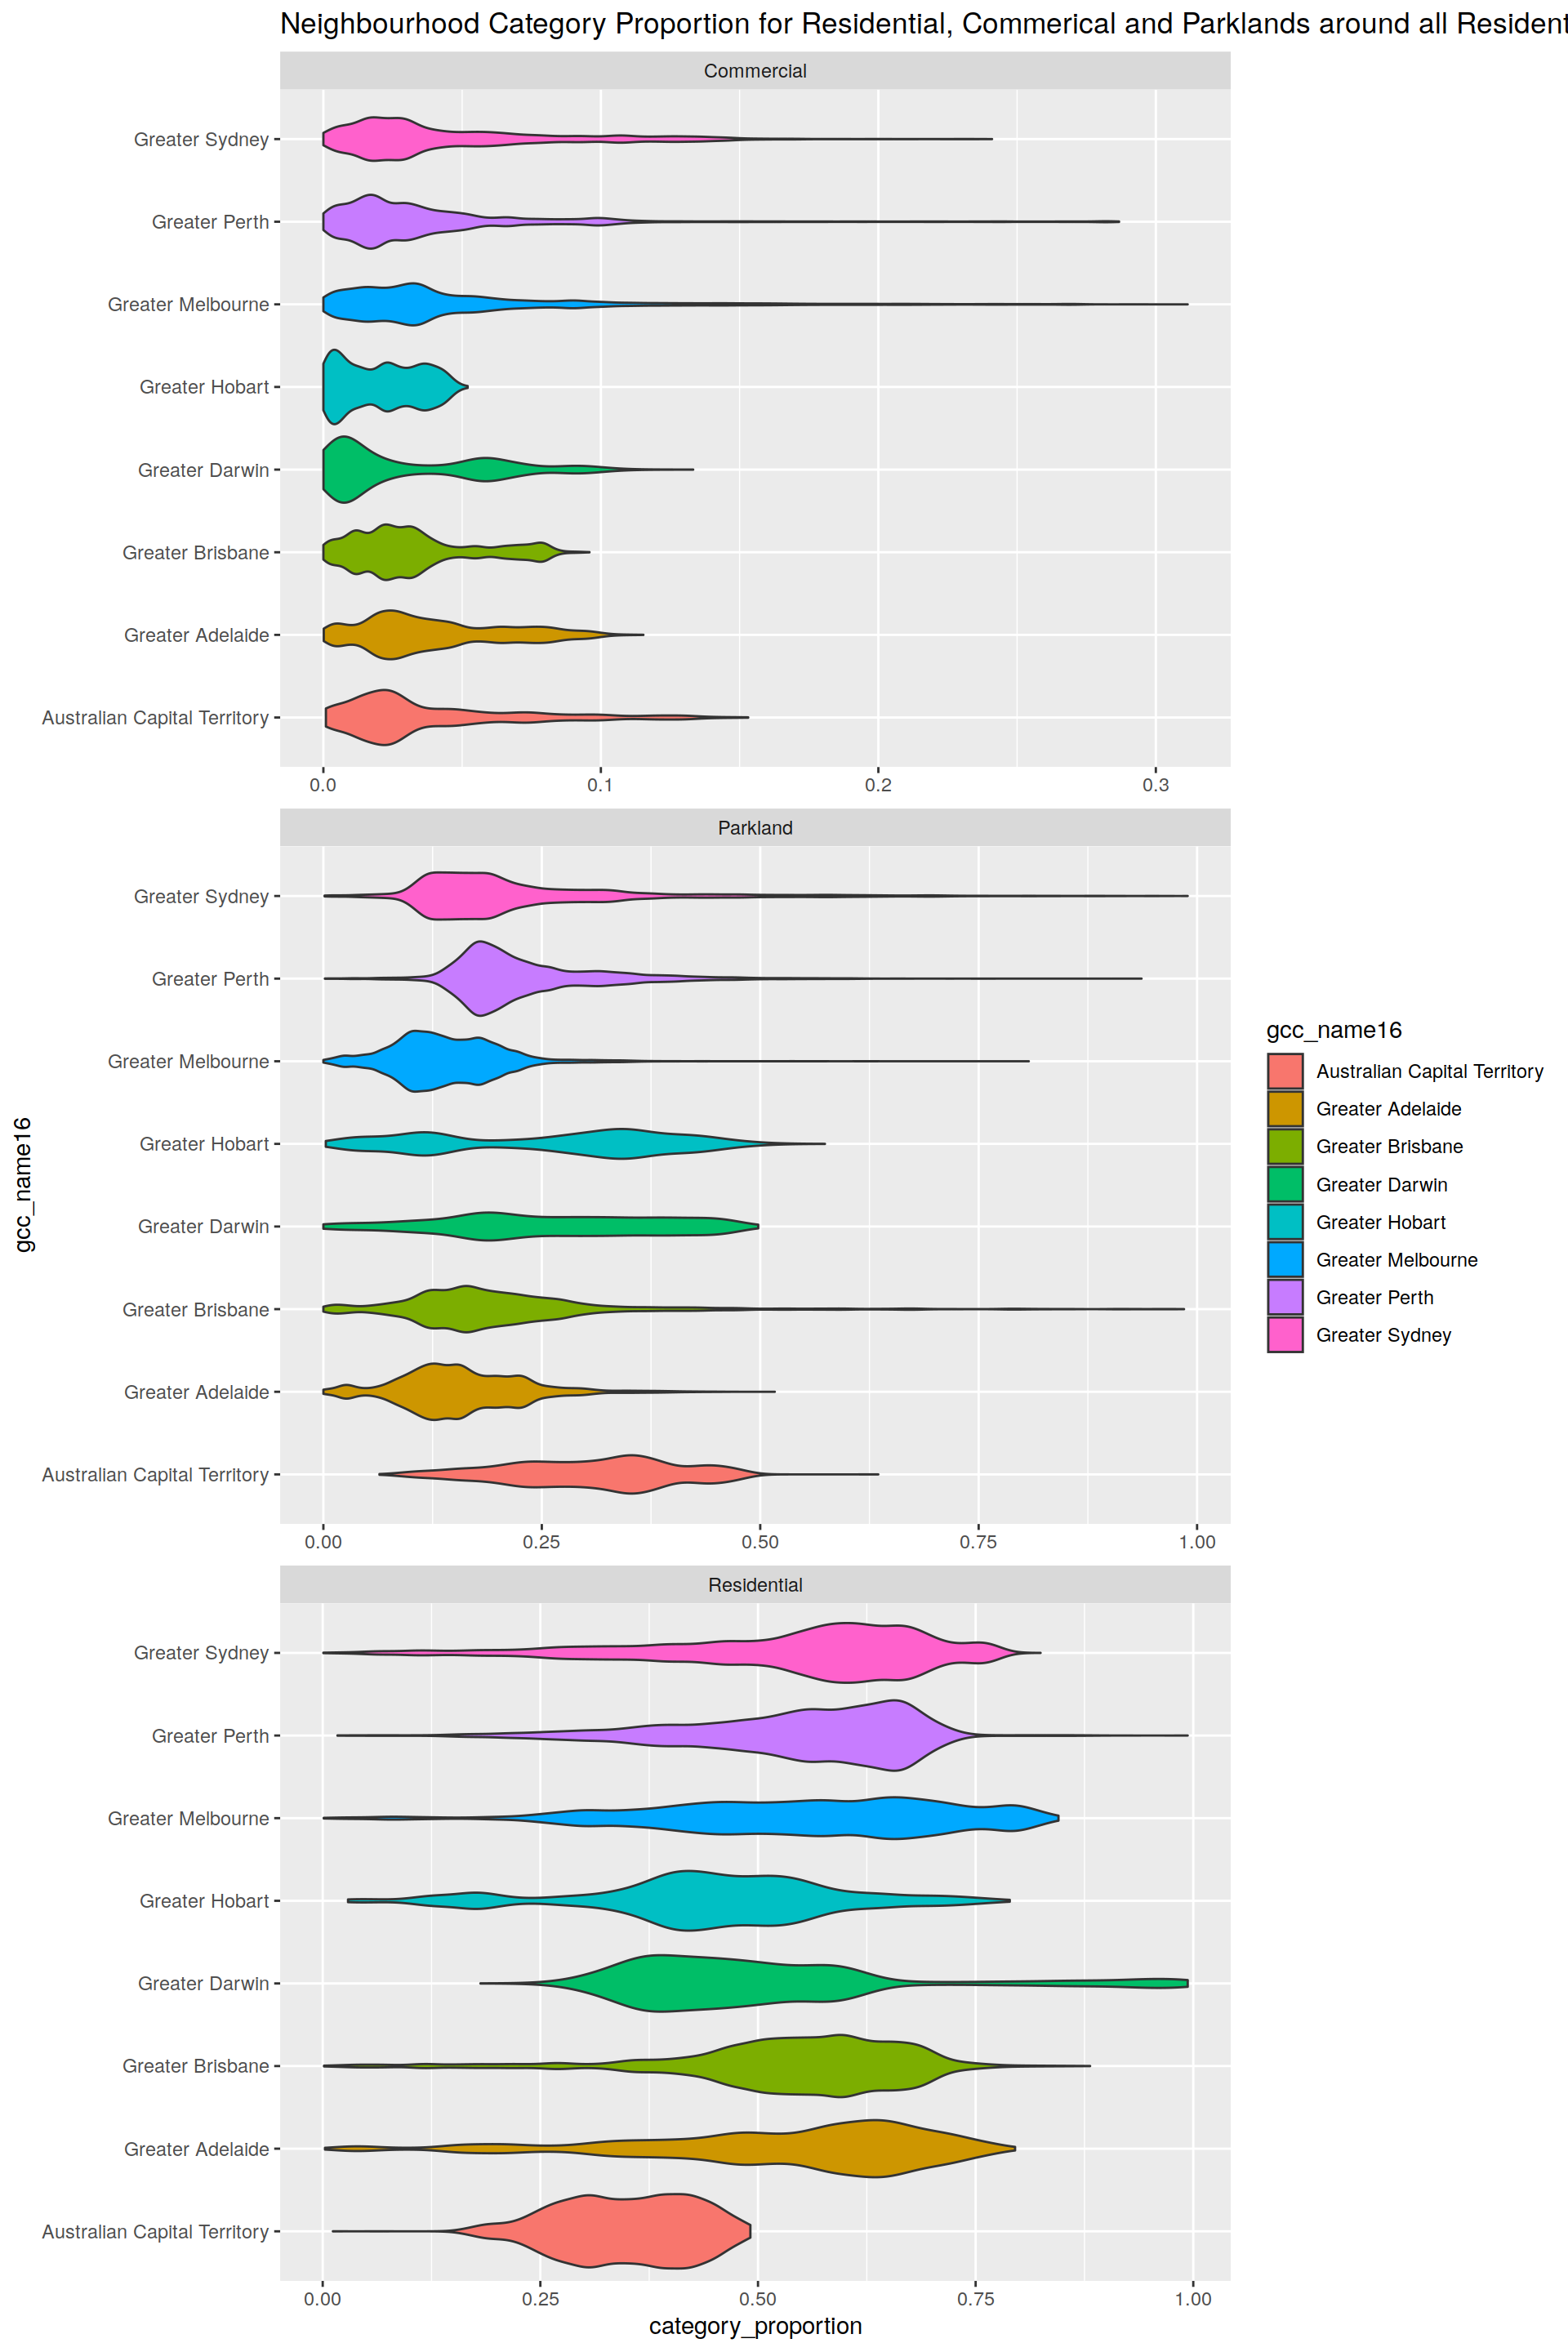 Neighbourhood Category Proportion for Residential, Commerical and Parklands around all Resident
Commercial
Greater Sydney
Greater Perth
Greater Melbourne
Greater Hobart
Greater Darwin
Greater Brisbane
Greater Adelaide
Australian Capital Territory
0.0 0.1 0.2 0.3
Parkland
Greater Sydney
Greater Perth
Greater Melbourne
Greater Hobart
Greater Darwin
Greater Brisbane
Greater Adelaide
Australian Capital Territory
0.00 0.25 0.50 0.75 1.00
Residential
Greater Sydney
Greater Perth
Greater Melbourne
Greater Hobart
Greater Darwin
Greater Brisbane
Greater Adelaide
Australian Capital Territory
0.00 0.25 0.50 0.75 1.00
category_proportion
gcc_name16
gcc_name16
Australian Capital Territory
Greater Adelaide
Greater Brisbane
Greater Darwin
Greater Hobart
Greater Melbourne
Greater Perth
Greater Sydney